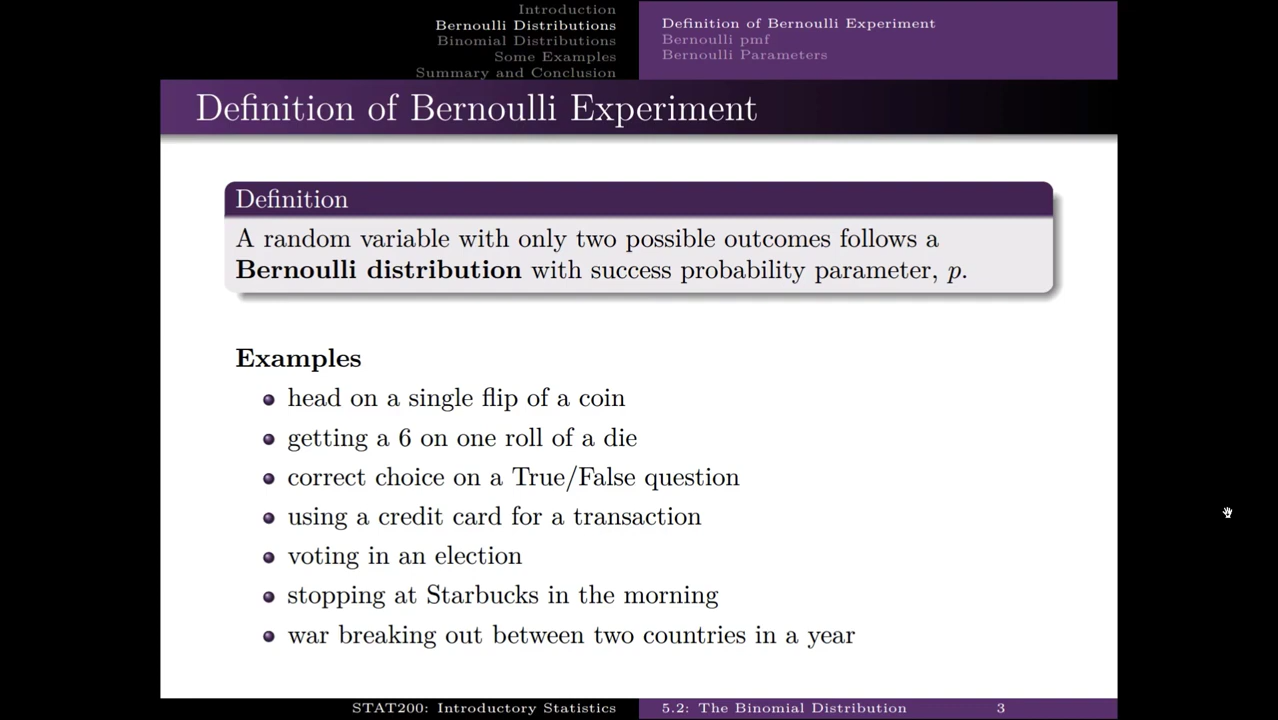 Introduction
Bernoulli Distributions
Binomial Distributions
Some Examples
Summary and Conclusion
Definition of Bernoulli Experiment
Bernoulli pmf
Bernoulli Parameters
Definition of Bernoulli Experiment
Definition
A random variable with only two possible outcomes follows a
Bernoulli distribution with success probability parameter, p.
Examples
head on a single flip of a coin
getting a 6 on one roll of a die
correct choice on a True/False question
using a credit card for a transaction
voting in an election
stopping at Starbucks in the morning
war breaking out between two countries in a year
STAT200: Introductory Statistics
5.2: The Binomial Distribution
3